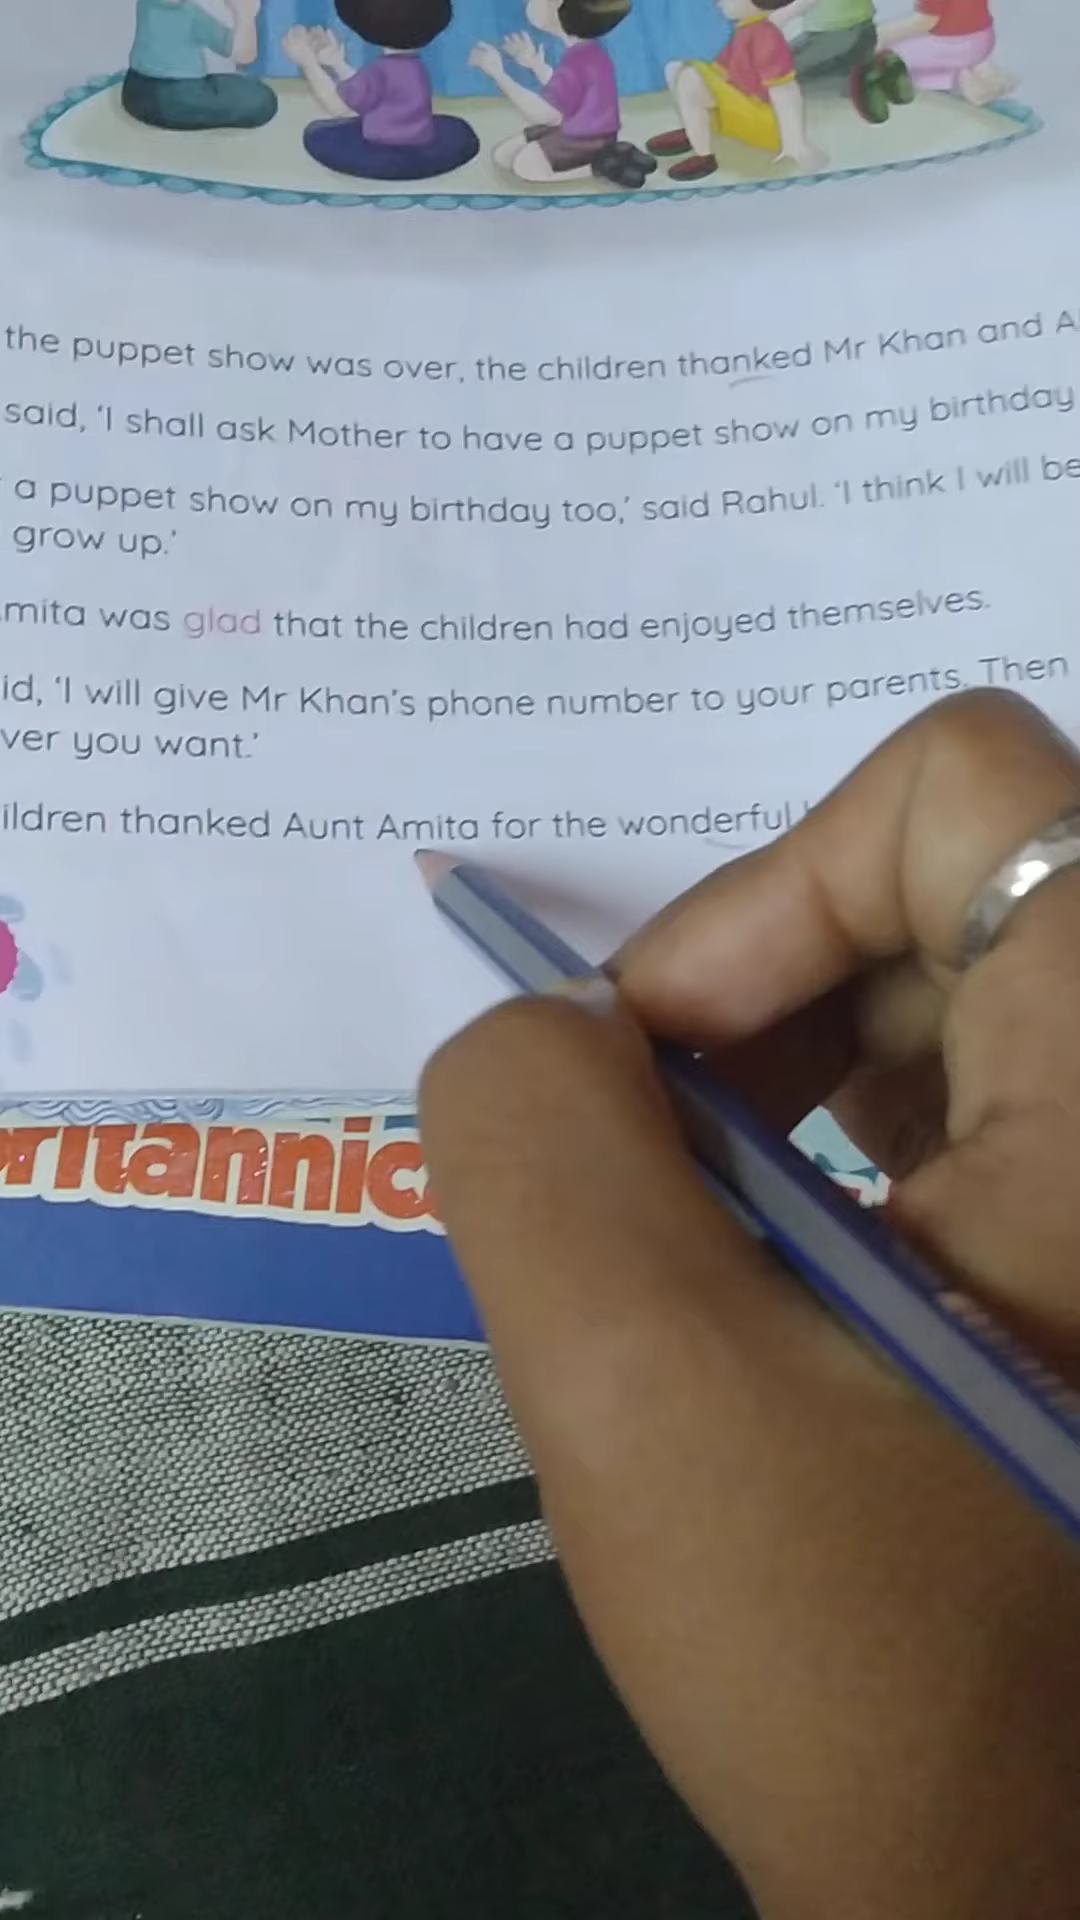 the puppet show was over, the children thanked Mr Khan and A
said, 'I shall ask Mother to have a puppet show on my birthday
a puppet show on my birthday too,' said Rahul. 'I think I will be
grow up.'
mita was glad that the children had enjoyed themselves.
id, 'I will give Mr Khan's phone number to your parents. Then
ver you want.'
ildren thanked Aunt Amita for the wonderful
ritannic